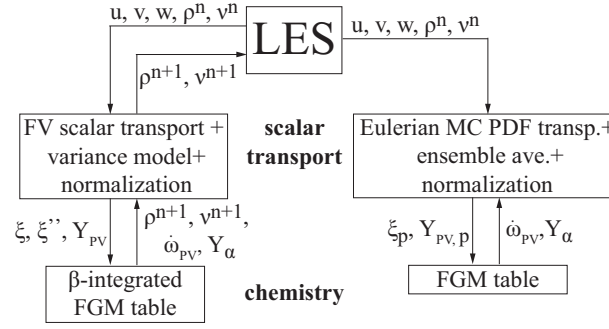 u, v, w, ρⁿ, νⁿ
LES
u, v, w, ρⁿ, νⁿ
ρⁿ⁺¹, νⁿ⁺¹
FV scalar transport +
variance model+
normalization
scalar
transport
Eulerian MC PDF transp.+
ensemble ave.+
normalization
ξ, ξ’’, Y_PV
ρⁿ⁺¹, νⁿ⁺¹,
ω̇_PV, Y_α
ξ_p, Y_PV, p
ω̇_PV, Y_α
β-integrated
FGM table
chemistry
FGM table